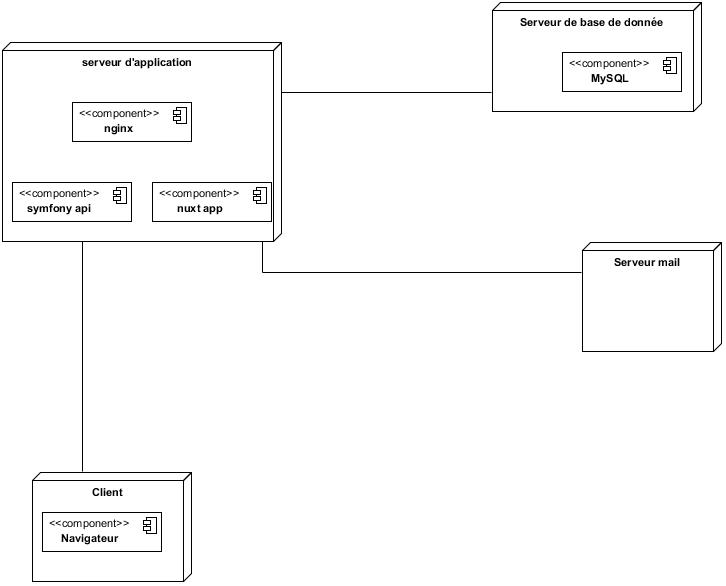 Serveur de base de donnée
<<component>>
MySQL
serveur d'application
<<component>>
nginx
<<component>>
symfony api
<<component>>
nuxt app
Serveur mail
Client
<<component>>
Navigateur